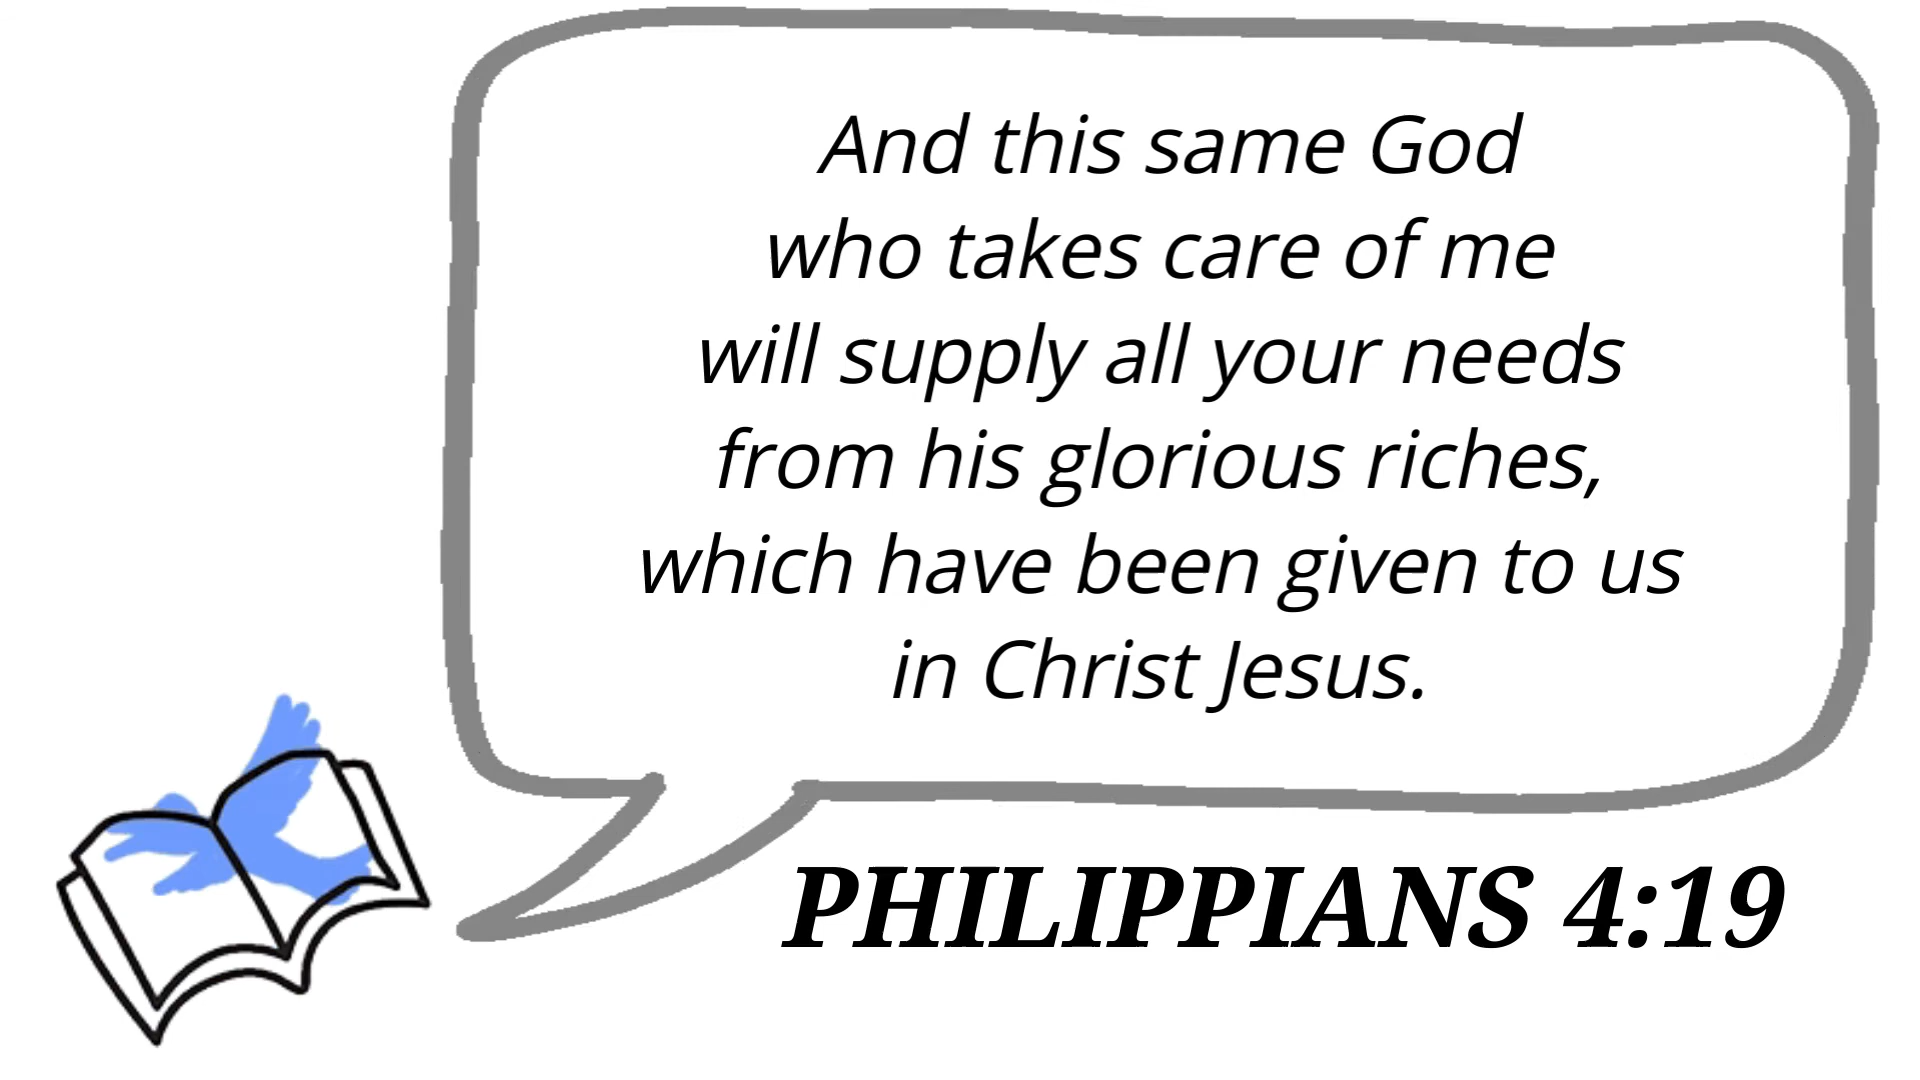 And this same God
who takes care of me
will supply all your needs
from his glorious riches,
which have been given to us
in Christ Jesus.
PHILIPPIANS 4:19